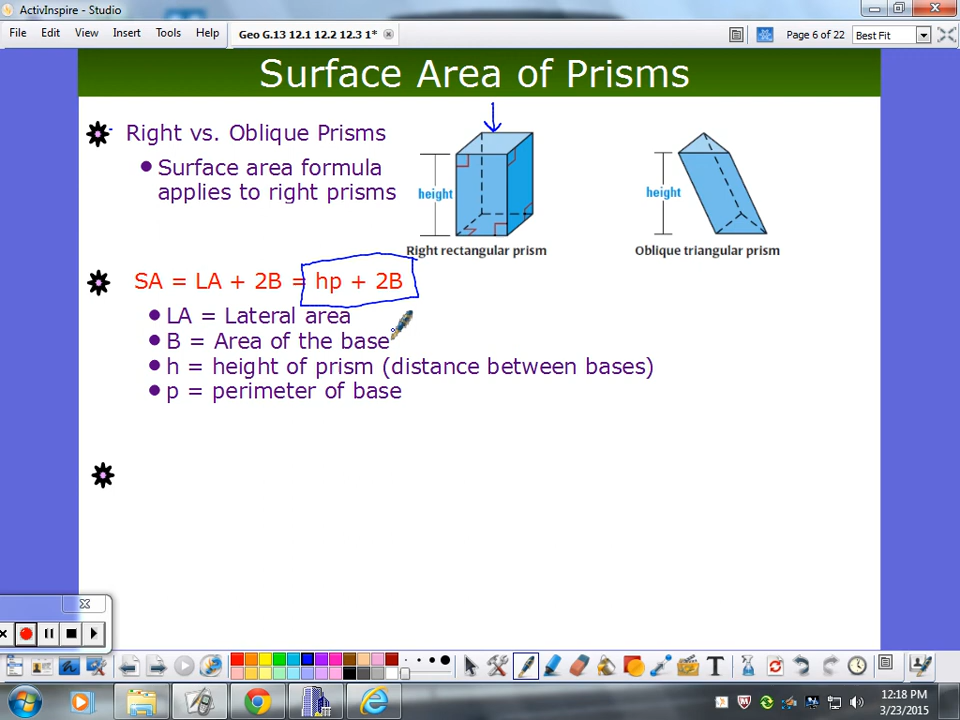 ActivInspire - Studio
File Edit View Insert Tools Help
Geo G.13 12.1 12.2 12.3 1*
Page 6 of 22
Best Fit
Surface Area of Prisms
Right vs. Oblique Prisms
Surface area formula
applies to right prisms
height
Right rectangular prism
height
Oblique triangular prism
SA = LA + 2B = hp + 2B
LA = Lateral area
B = Area of the base
h = height of prism (distance between bases)
p = perimeter of base
12:18 PM
3/23/2015